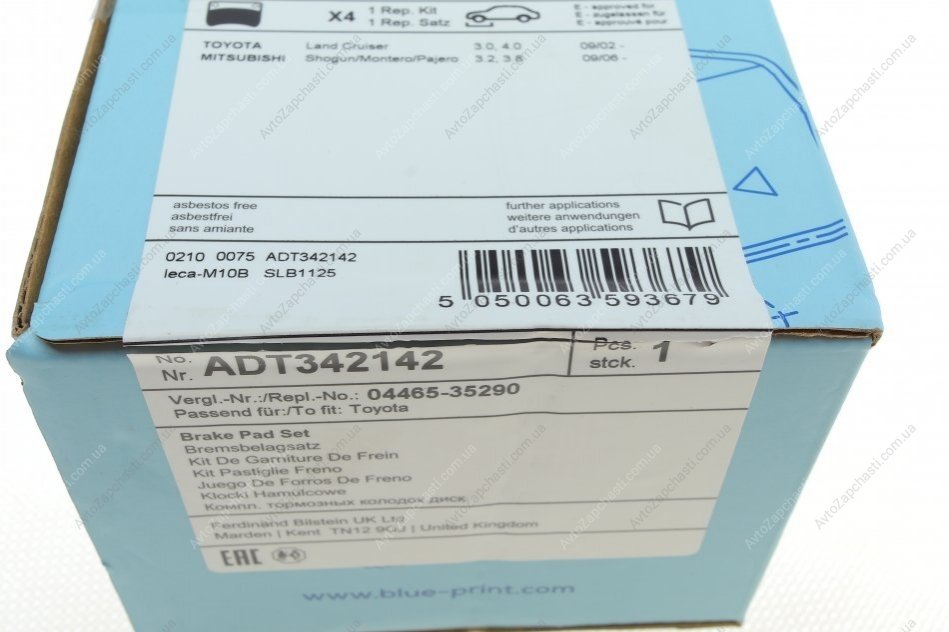 X4 1 Rep. Kit
1 Rep. Satz
E - approved for
E - zugelassen für
E - approuvé pour
TOYOTA Land Cruiser 3.0, 4.0 09/02 -
MITSUBISHI Shogun/Montero/Pajero 3.2, 3.8 09/06 -
asbestos free
asbestfrei
sans amiante
further applications
weitere anwendungen
d'autres applications
0210 0075 ADT342142
leca-M10B SLB1125
5 050063 593679
No.
Nr. ADT342142
Pcs.
stck. 1
Vergl.-Nr.:/Repl.-No.: 04465-35290
Passend für:/To fit: Toyota
Brake Pad Set
Bremsbelagsatz
Kit De Garniture De Frein
Kit Pastiglie Freno
Juego De Forros De Freno
Klocki Hamulcowe
Компл. тормозных колодок диск.
Ferdinand Bilstein UK Ltd
Marden | Kent TN12 9GJ | United Kingdom
EAC
www.blue-print.com
AvtoZapchasti.com.ua